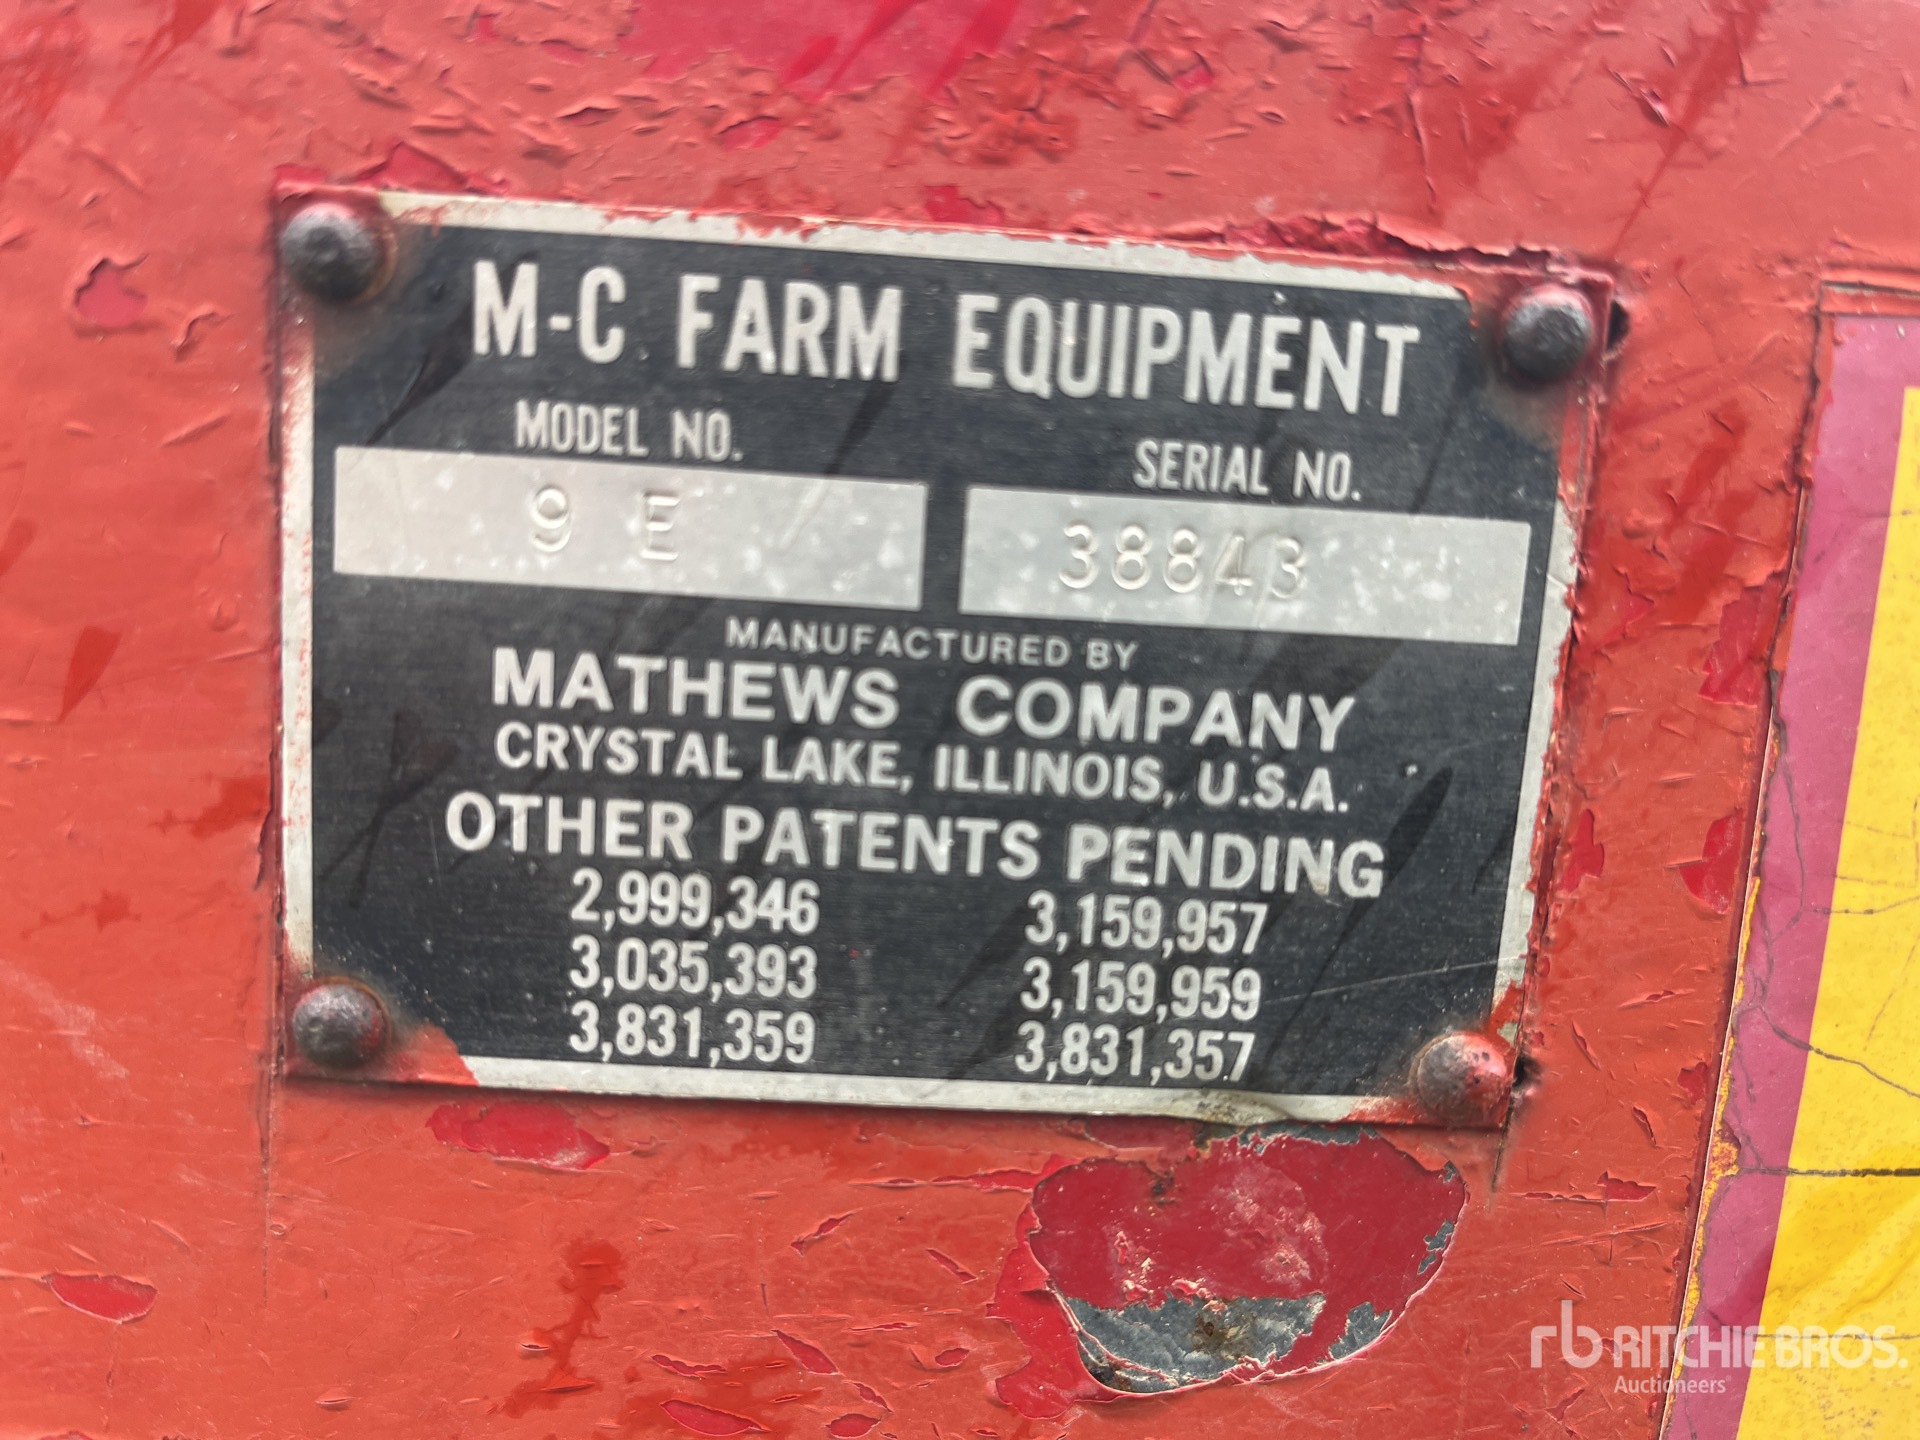 M-C FARM EQUIPMENT
MODEL NO. SERIAL NO.
9 E 38843
MANUFACTURED BY
MATHEWS COMPANY
CRYSTAL LAKE, ILLINOIS, U.S.A.
OTHER PATENTS PENDING
2,999,346 3,159,957
3,035,393 3,159,959
3,831,359 3,831,357
rb RITCHIE BROS.
Auctioneers